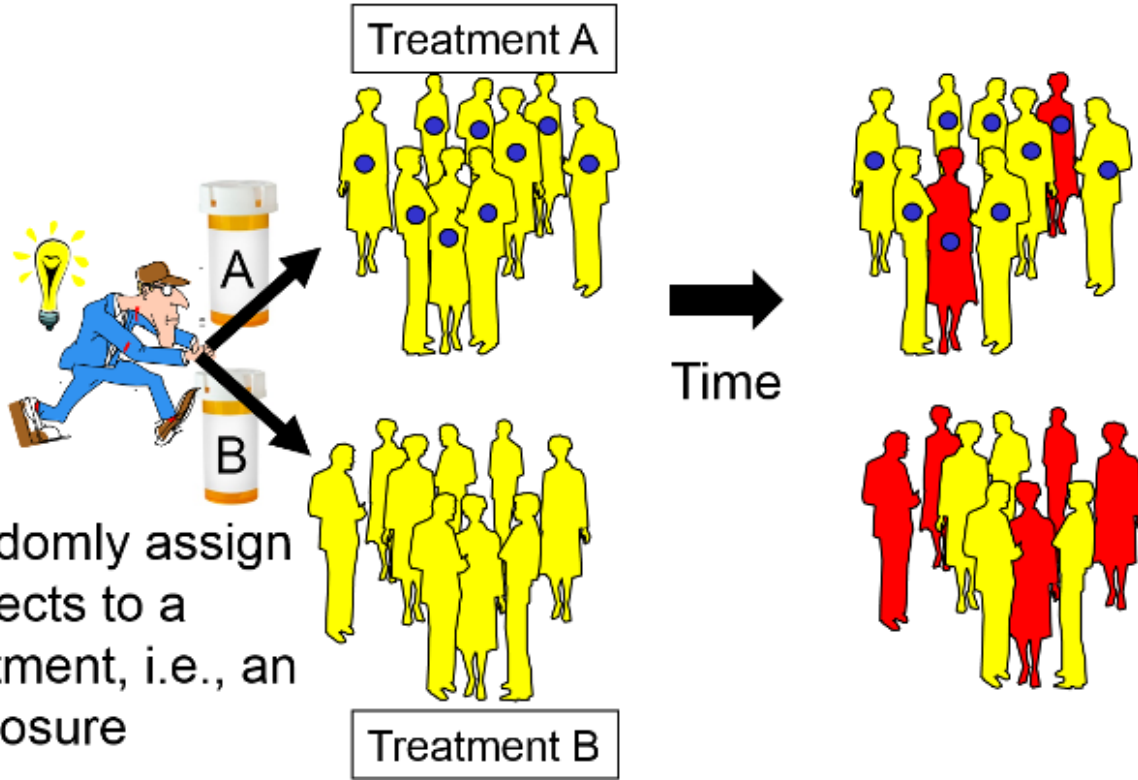 Treatment A
A
B
Time
domly assign
ects to a
tment, i.e., an
osure
Treatment B